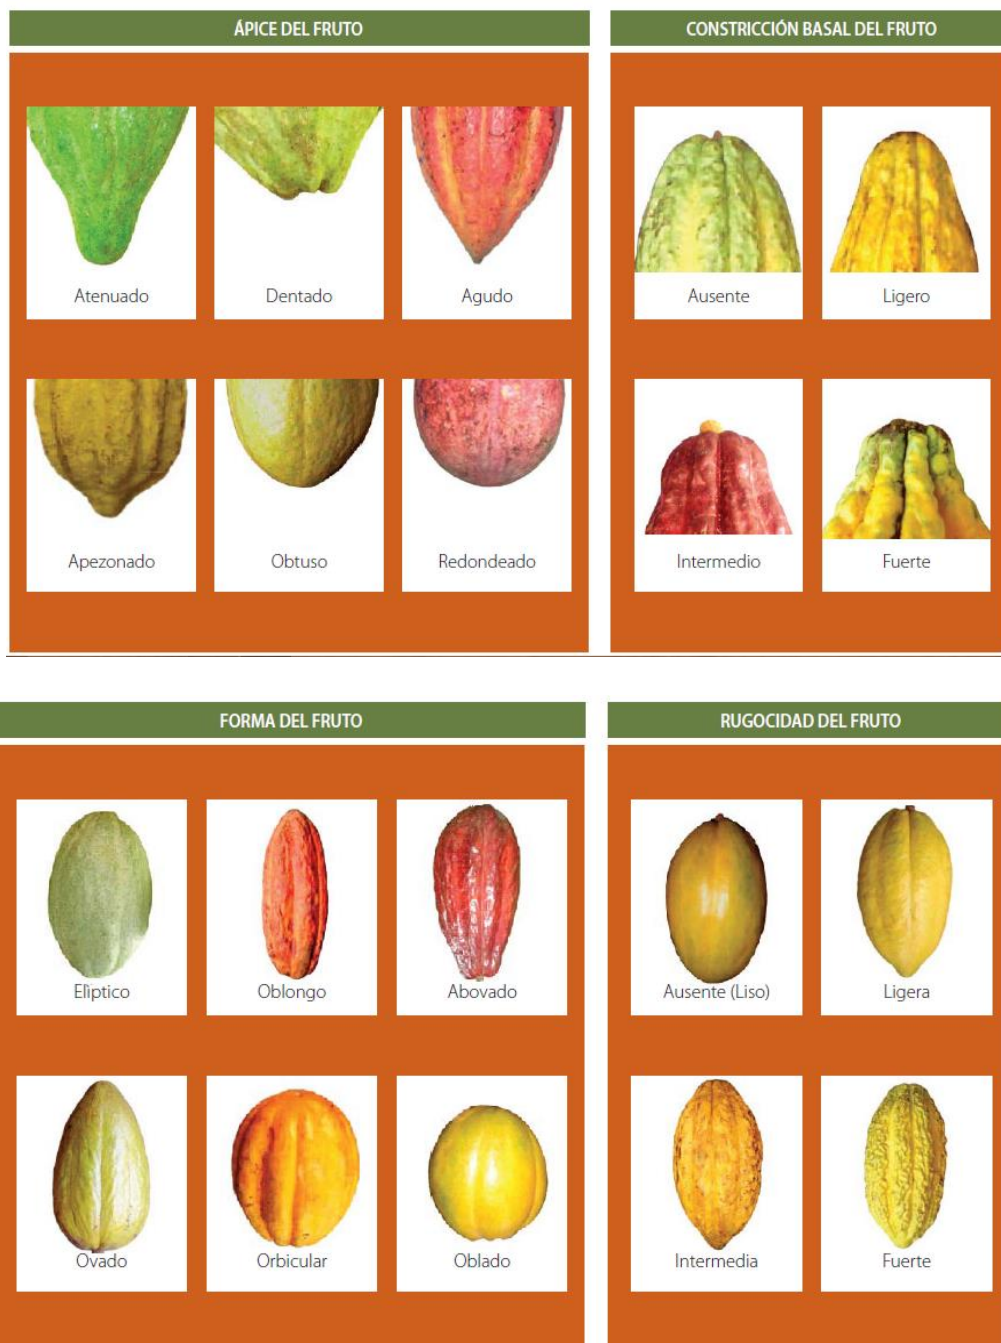 ÁPICE DEL FRUTO
CONSTRICCIÓN BASAL DEL FRUTO
Atenuado
Dentado
Agudo
Ausente
Ligero
Apezonado
Obtuso
Redondeado
Intermedio
Fuerte
FORMA DEL FRUTO
RUGOCIDAD DEL FRUTO
Elìptico
Oblongo
Abovado
Ausente (Liso)
Ligera
Ovado
Orbicular
Oblado
Intermedia
Fuerte